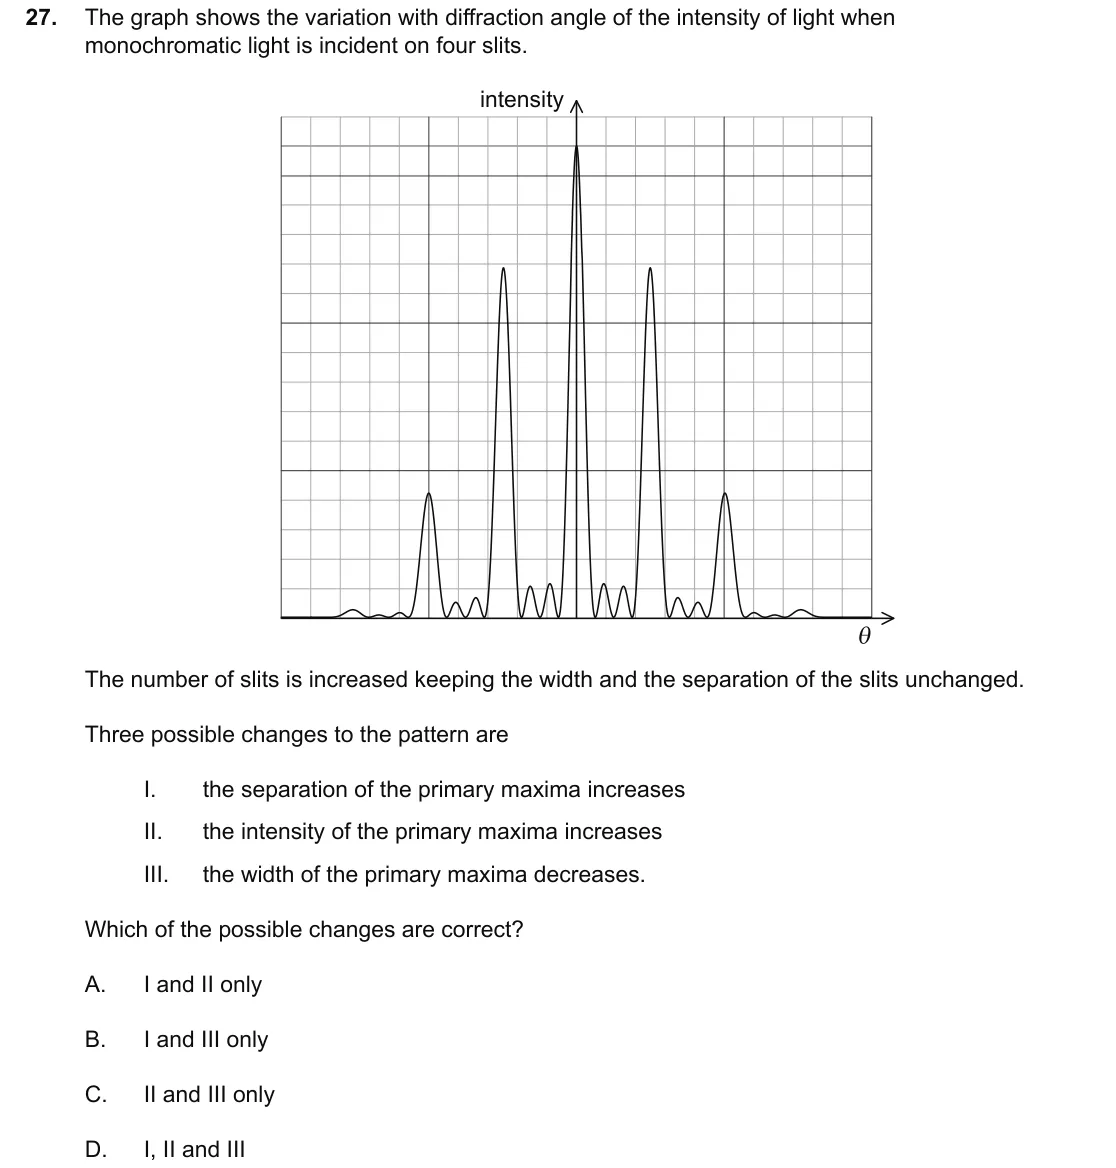 27. The graph shows the variation with diffraction angle of the intensity of light when
monochromatic light is incident on four slits.
intensity
θ
The number of slits is increased keeping the width and the separation of the slits unchanged.
Three possible changes to the pattern are
I. the separation of the primary maxima increases
II. the intensity of the primary maxima increases
III. the width of the primary maxima decreases.
Which of the possible changes are correct?
A. I and II only
B. I and III only
C. II and III only
D. I, II and III